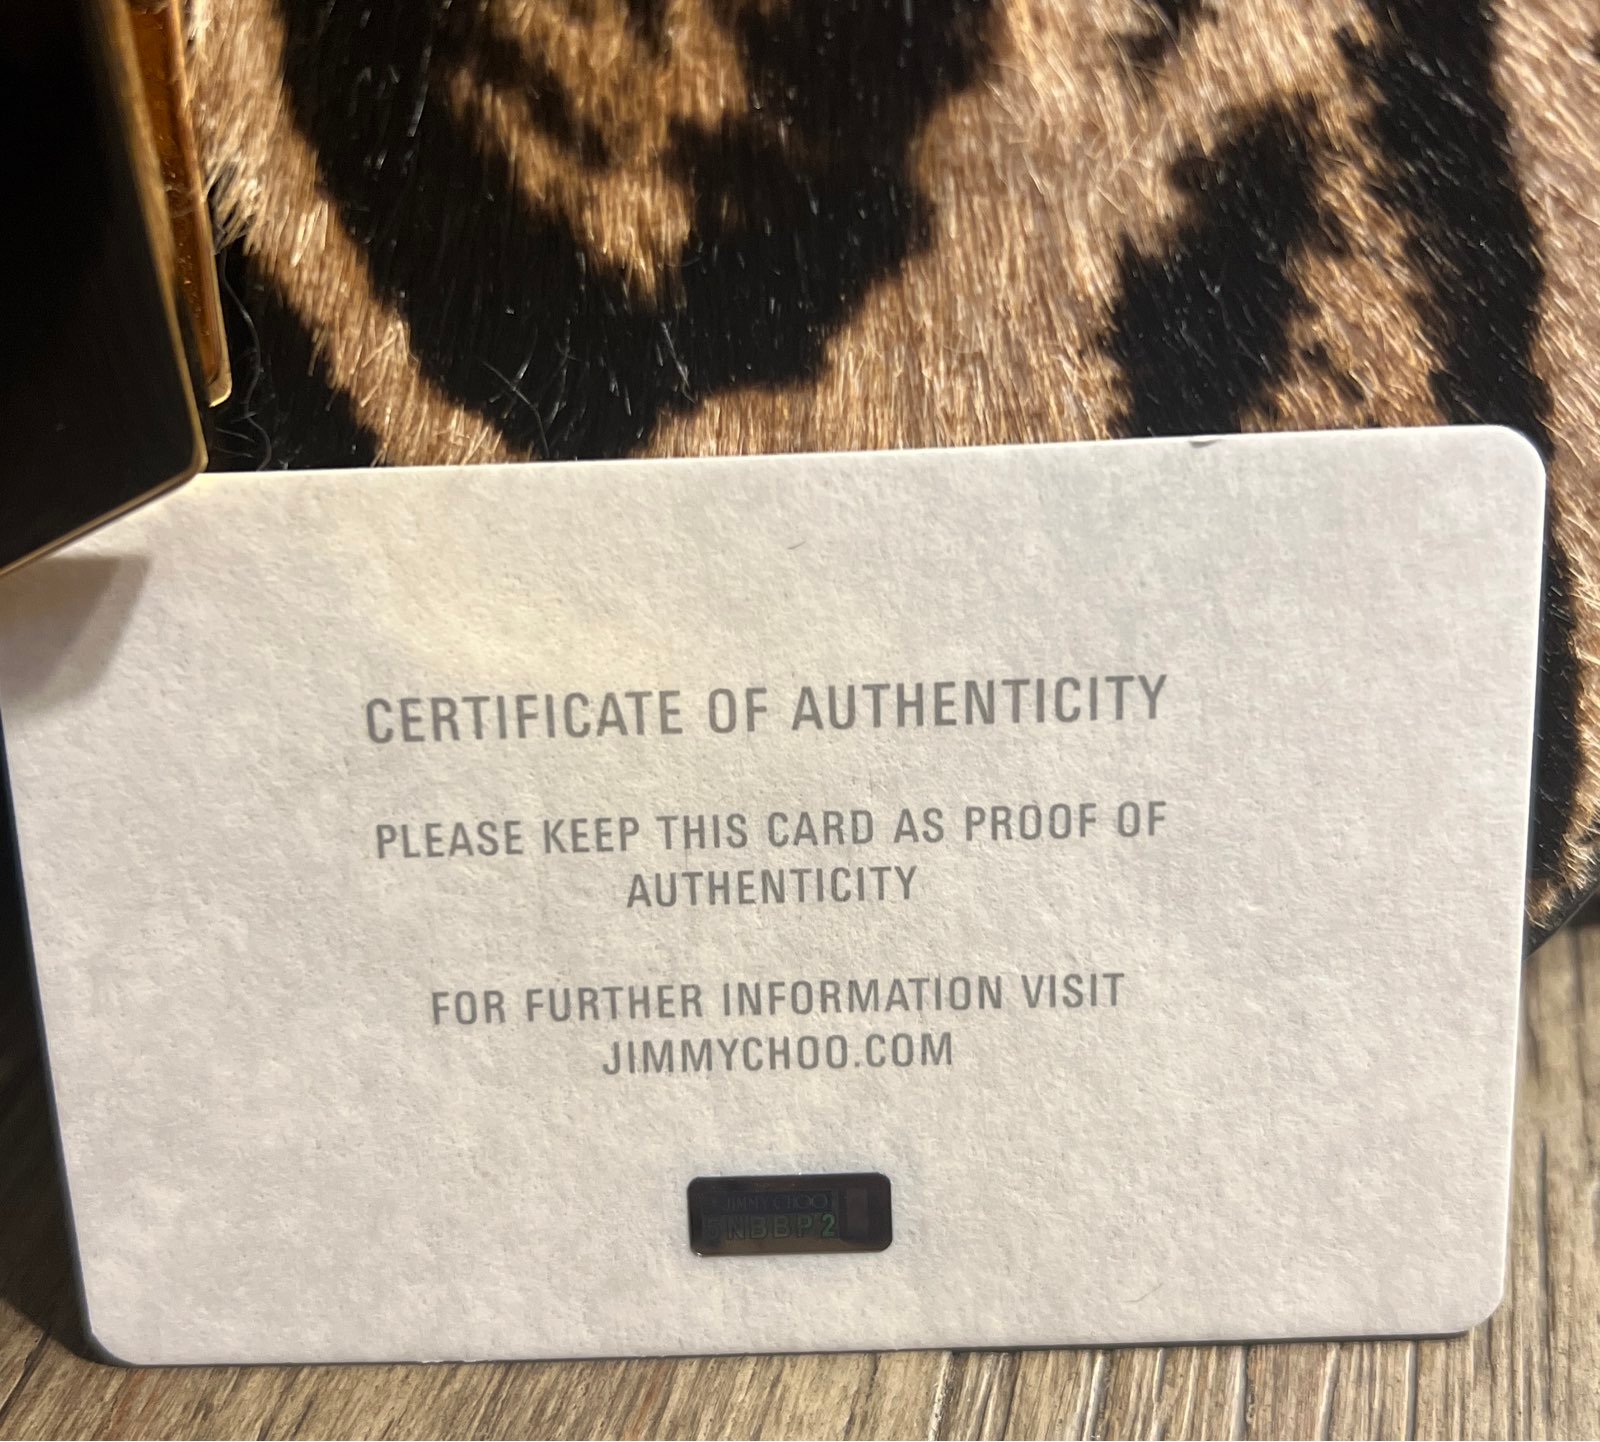 CERTIFICATE OF AUTHENTICITY
PLEASE KEEP THIS CARD AS PROOF OF
AUTHENTICITY
FOR FURTHER INFORMATION VISIT
JIMMYCHOO.COM
JIMMY CHOO